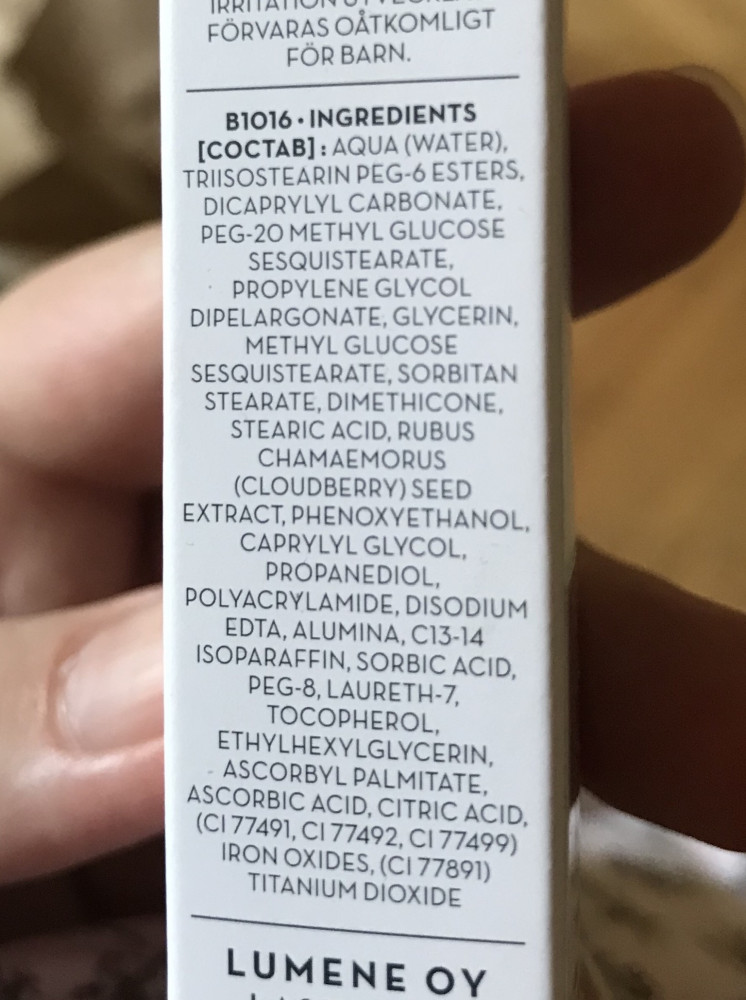 IRRITATION
FÖRVARAS OÅTKOMLIGT
FÖR BARN.
B1016 • INGREDIENTS
[COCTAB] : AQUA (WATER),
TRIISOSTEARIN PEG-6 ESTERS,
DICAPRYLYL CARBONATE,
PEG-20 METHYL GLUCOSE
SESQUISTEARATE,
PROPYLENE GLYCOL
DIPELARGONATE, GLYCERIN,
METHYL GLUCOSE
SESQUISTEARATE, SORBITAN
STEARATE, DIMETHICONE,
STEARIC ACID, RUBUS
CHAMAEMORUS
(CLOUDBERRY) SEED
EXTRACT, PHENOXYETHANOL,
CAPRYLYL GLYCOL,
PROPANEDIOL,
POLYACRYLAMIDE, DISODIUM
EDTA, ALUMINA, C13-14
ISOPARAFFIN, SORBIC ACID,
PEG-8, LAURETH-7,
TOCOPHEROL,
ETHYLHEXYLGLYCERIN,
ASCORBYL PALMITATE,
ASCORBIC ACID, CITRIC ACID,
(CI 77491, CI 77492, CI 77499)
IRON OXIDES, (CI 77891)
TITANIUM DIOXIDE
LUMENE OY